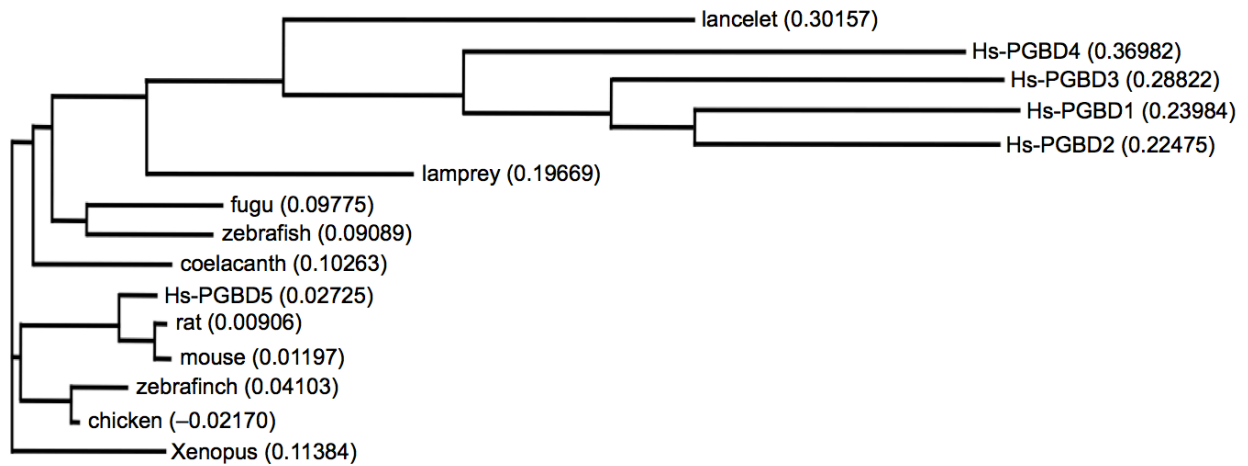 lancelet (0.30157)
Hs-PGBD4 (0.36982)
Hs-PGBD3 (0.28822)
Hs-PGBD1 (0.23984)
Hs-PGBD2 (0.22475)
lamprey (0.19669)
fugu (0.09775)
zebrafish (0.09089)
coelacanth (0.10263)
Hs-PGBD5 (0.02725)
rat (0.00906)
mouse (0.01197)
zebrafinch (0.04103)
chicken (–0.02170)
Xenopus (0.11384)